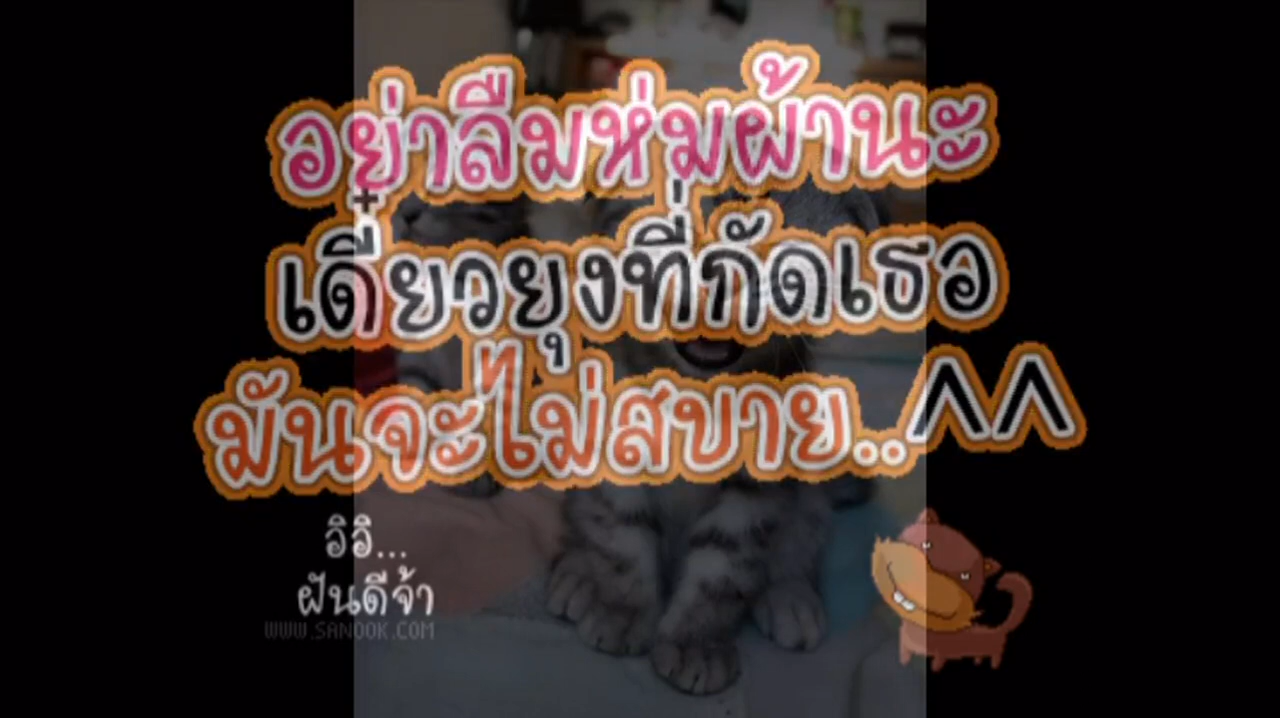 อย่าลืมห่มผ้านะ
เดี๋ยวยุงที่กัดเธอ
มันจะไม่สบาย..^^
อิอิ...
ฝันดีจ้า
WWW.SANOOK.COM